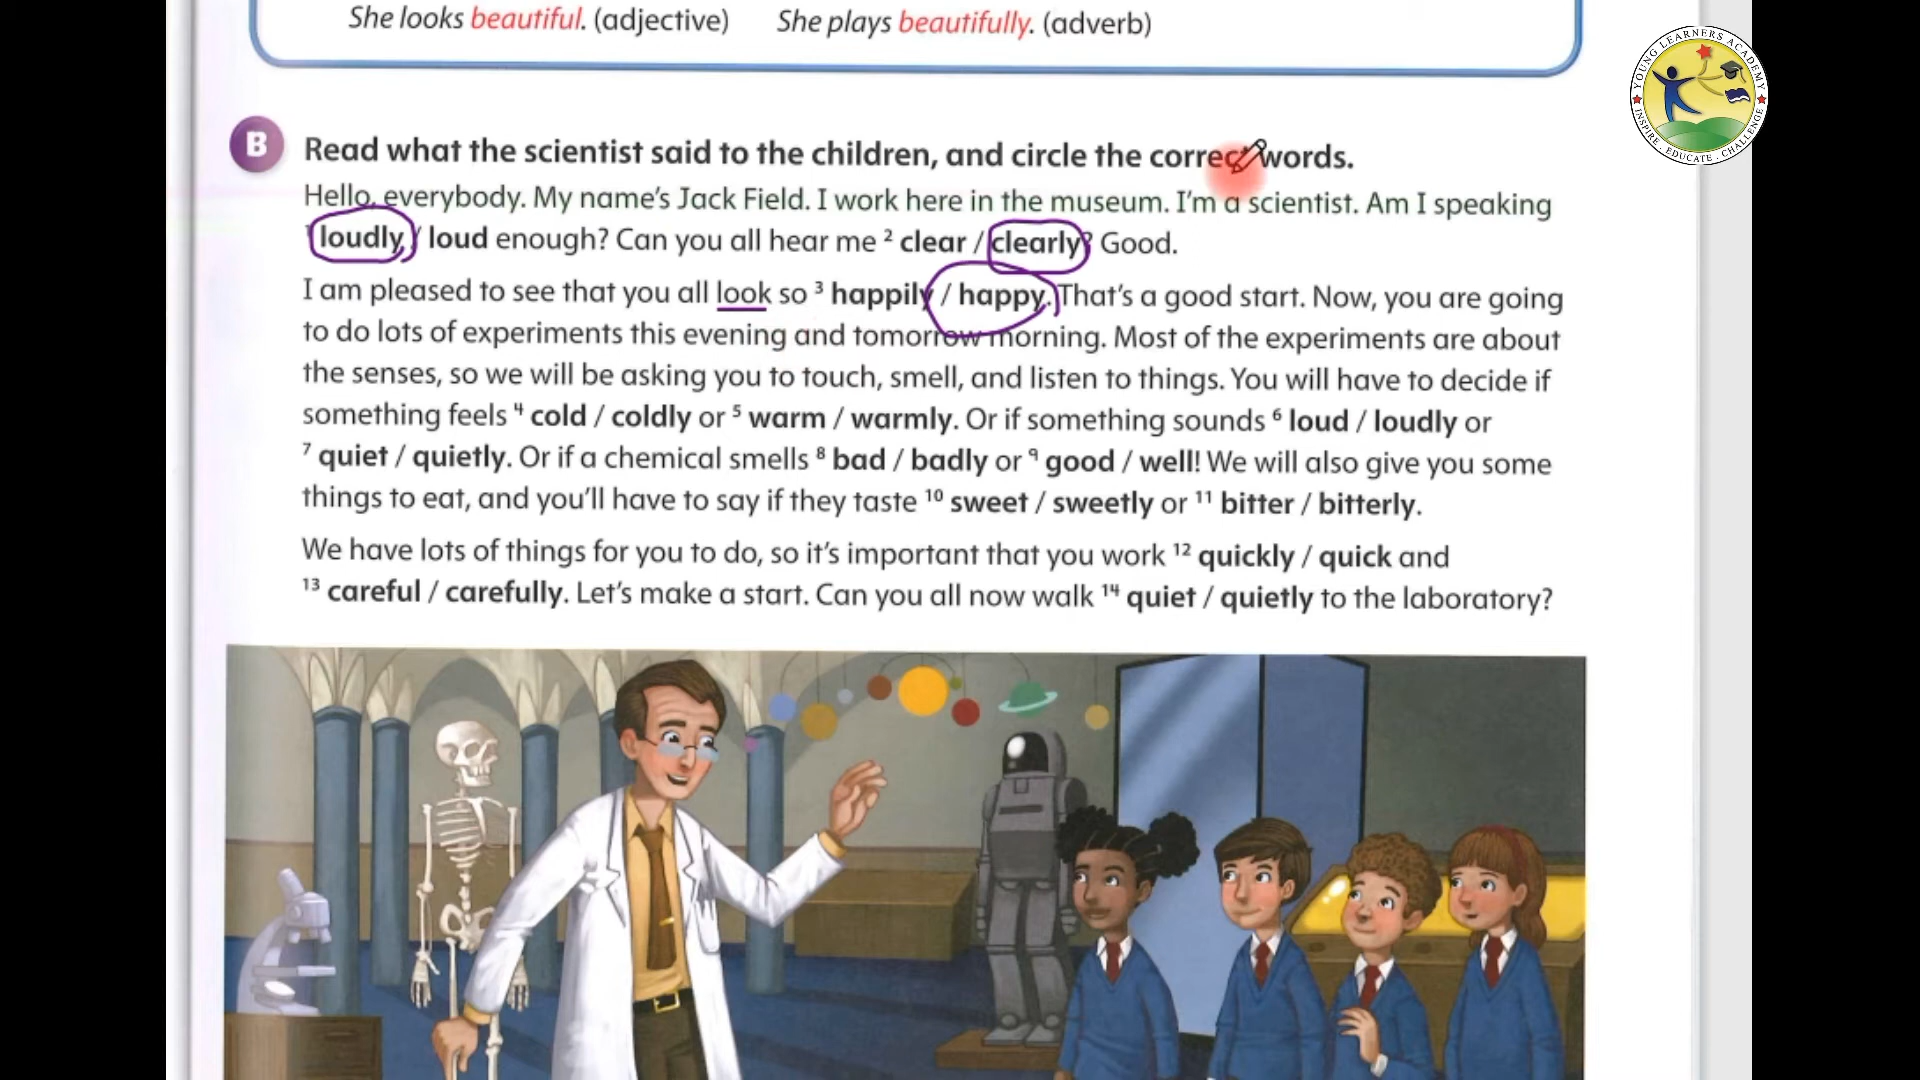 She looks beautiful. (adjective) She plays beautifully. (adverb)
YOUNG LEARNERS ACADEMY
INSPIRE . EDUCATE . CHALLENGE
B Read what the scientist said to the children, and circle the correct words.
Hello, everybody. My name's Jack Field. I work here in the museum. I'm a scientist. Am I speaking
loudly / loud enough? Can you all hear me ² clear / clearly? Good.
I am pleased to see that you all look so ³ happily / happy. That's a good start. Now, you are going
to do lots of experiments this evening and tomorrow morning. Most of the experiments are about
the senses, so we will be asking you to touch, smell, and listen to things. You will have to decide if
something feels ⁴ cold / coldly or ⁵ warm / warmly. Or if something sounds ⁶ loud / loudly or
⁷ quiet / quietly. Or if a chemical smells ⁸ bad / badly or ⁹ good / well! We will also give you some
things to eat, and you'll have to say if they taste ¹⁰ sweet / sweetly or ¹¹ bitter / bitterly.
We have lots of things for you to do, so it's important that you work ¹² quickly / quick and
¹³ careful / carefully. Let's make a start. Can you all now walk ¹⁴ quiet / quietly to the laboratory?